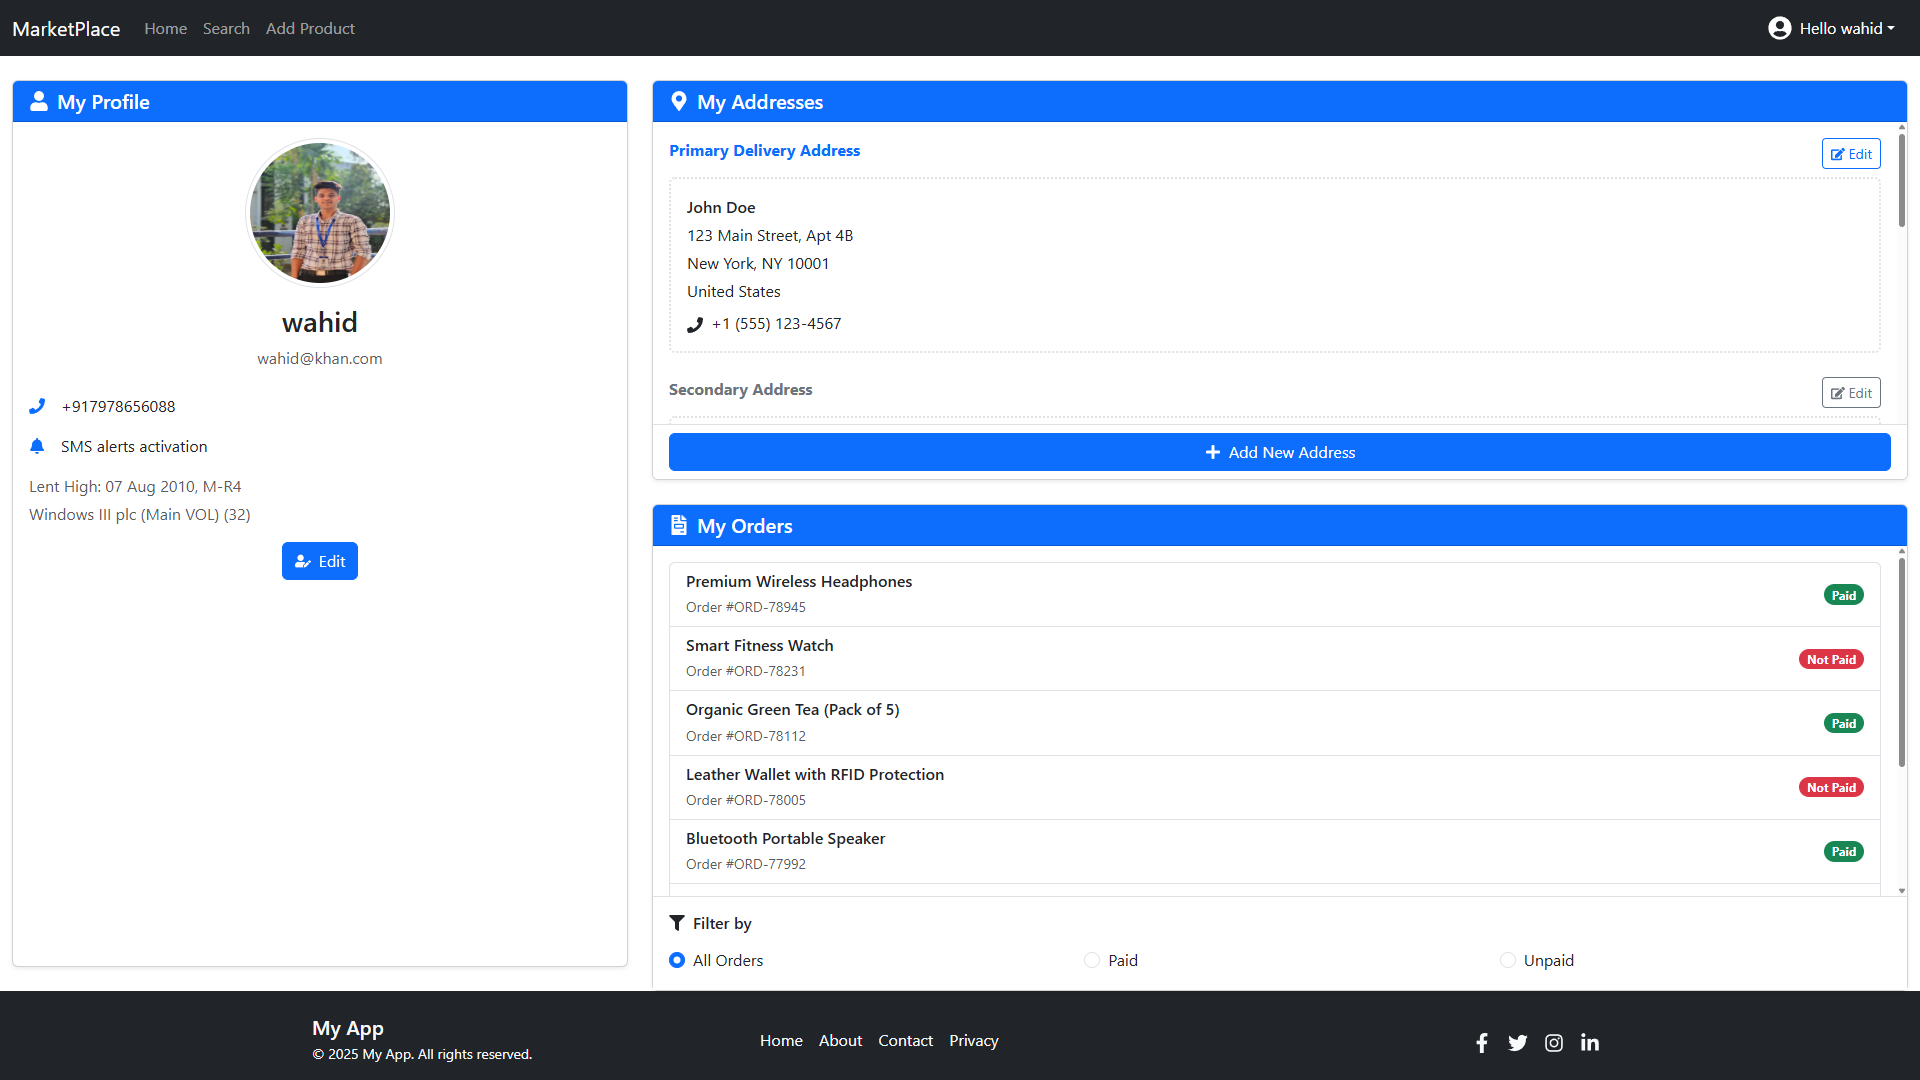 MarketPlace Home Search Add Product Hello wahid
My Profile
wahid
wahid@khan.com
+917978656088
SMS alerts activation
Lent High: 07 Aug 2010, M-R4
Windows III plc (Main VOL) (32)
Edit
My Addresses
Primary Delivery Address Edit
John Doe
123 Main Street, Apt 4B
New York, NY 10001
United States
+1 (555) 123-4567
Secondary Address Edit
Add New Address
My Orders
Premium Wireless Headphones
Order #ORD-78945
Paid
Smart Fitness Watch
Order #ORD-78231
Not Paid
Organic Green Tea (Pack of 5)
Order #ORD-78112
Paid
Leather Wallet with RFID Protection
Order #ORD-78005
Not Paid
Bluetooth Portable Speaker
Order #ORD-77992
Paid
Filter by
All Orders Paid Unpaid
My App
© 2025 My App. All rights reserved.
Home About Contact Privacy